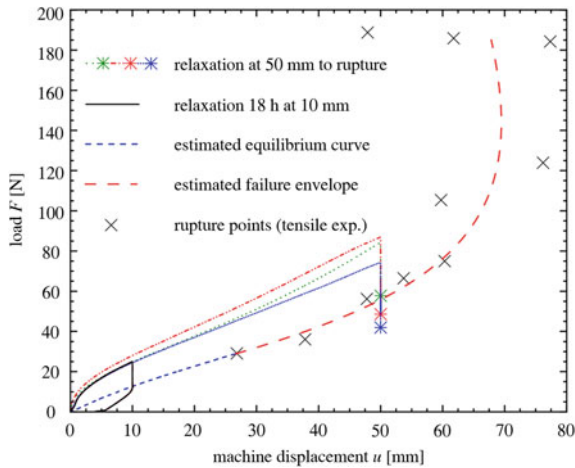 200
180
160
140
120
100
80
60
40
20
0
load F [N]
relaxation at 50 mm to rupture
relaxation 18 h at 10 mm
estimated equilibrium curve
estimated failure envelope
rupture points (tensile exp.)
0 10 20 30 40 50 60 70 80
machine displacement u [mm]